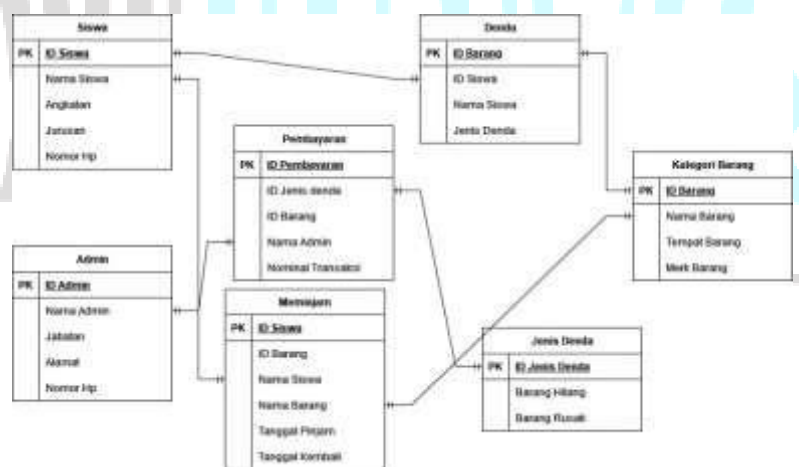 Siswa
PK ID Siswa
Nama Siswa
Angkatan
Jurusan
Nomor Hp
Denda
PK ID Barang
ID Siswa
Nama Siswa
Jenis Denda
Pembayaran
PK ID Pembayaran
ID Jenis denda
ID Barang
Nama Admin
Nominal Transaksi
Kategori Barang
PK ID Barang
Nama Barang
Tempat Barang
Merk Barang
Admin
PK ID Admin
Nama Admin
Jabatan
Alamat
Nomor Hp
Meminjam
PK ID Siswa
ID Barang
Nama Siswa
Nama Barang
Tanggal Pinjam
Tanggal Kembali
Jenis Denda
PK ID Jenis Denda
Barang Hilang
Barang Rusak